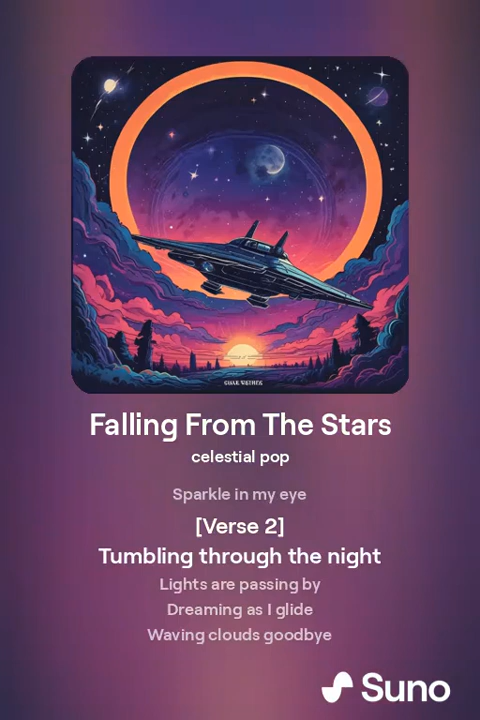 Falling From The Stars
celestial pop
Sparkle in my eye
[Verse 2]
Tumbling through the night
Lights are passing by
Dreaming as I glide
Waving clouds goodbye
Suno